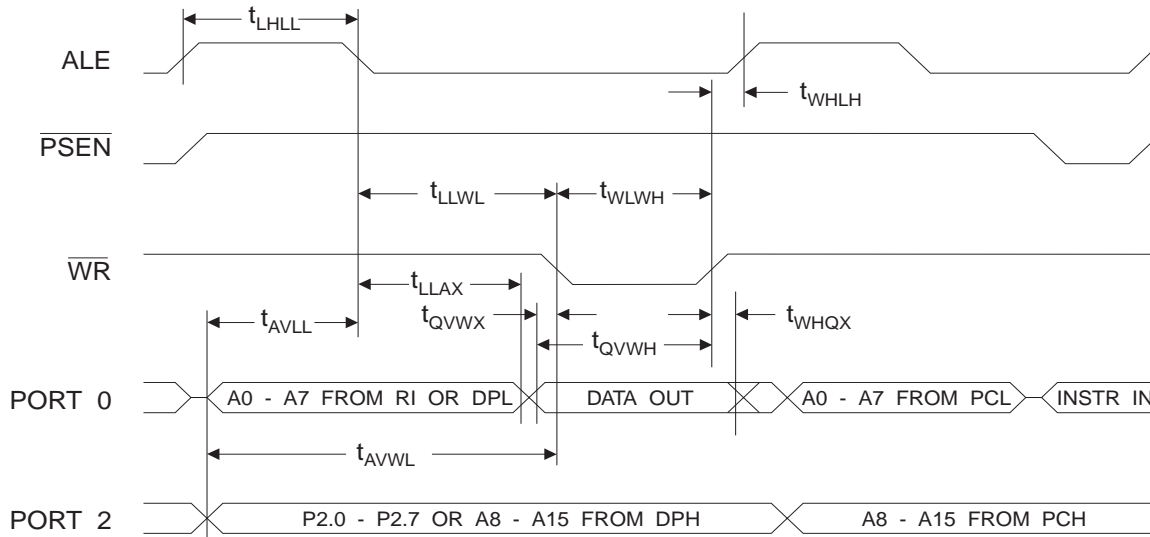 tLHLL
ALE
tWHLH
PSEN
tLLWL
tWLWH
WR
tLLAX
tQVWX
tWHQX
tAVLL
tQVWH
PORT 0
A0 - A7 FROM RI OR DPL
DATA OUT
A0 - A7 FROM PCL
INSTR IN
tAVWL
PORT 2
P2.0 - P2.7 OR A8 - A15 FROM DPH
A8 - A15 FROM PCH